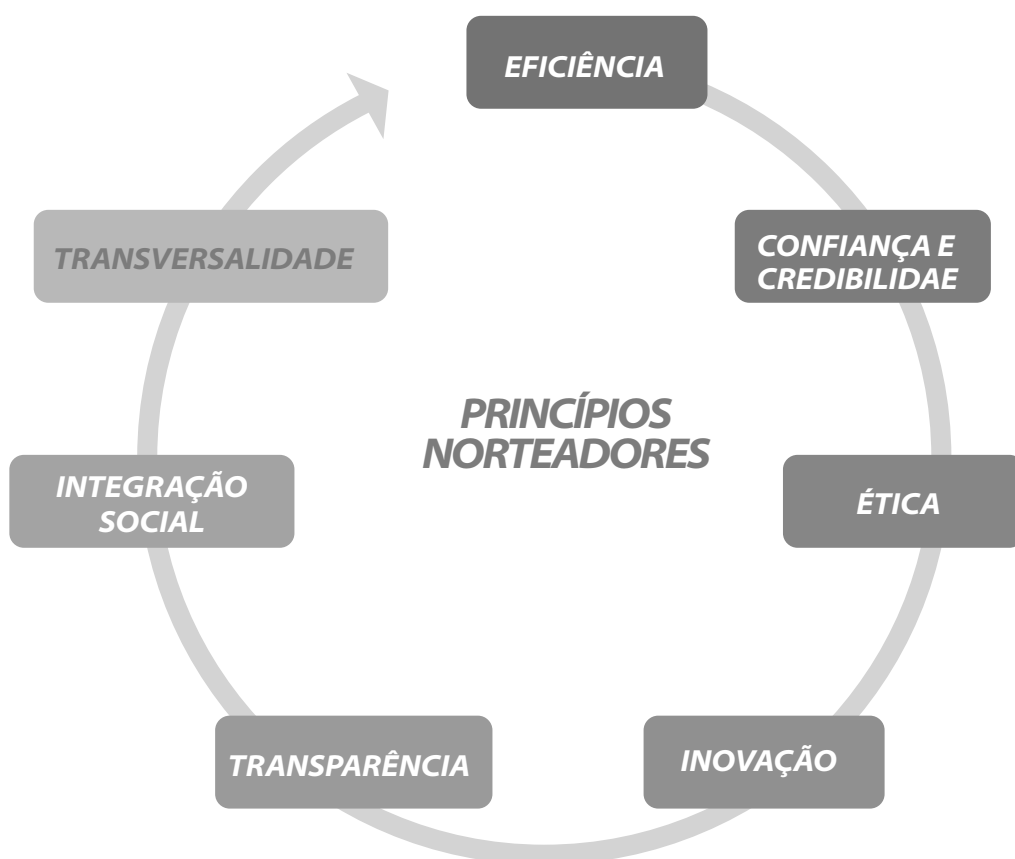 EFICIÊNCIA
CONFIANÇA E
CREDIBILIDAE
ÉTICA
INOVAÇÃO
TRANSPARÊNCIA
INTEGRAÇÃO
SOCIAL
TRANSVERSALIDADE
PRINCÍPIOS
NORTEADORES